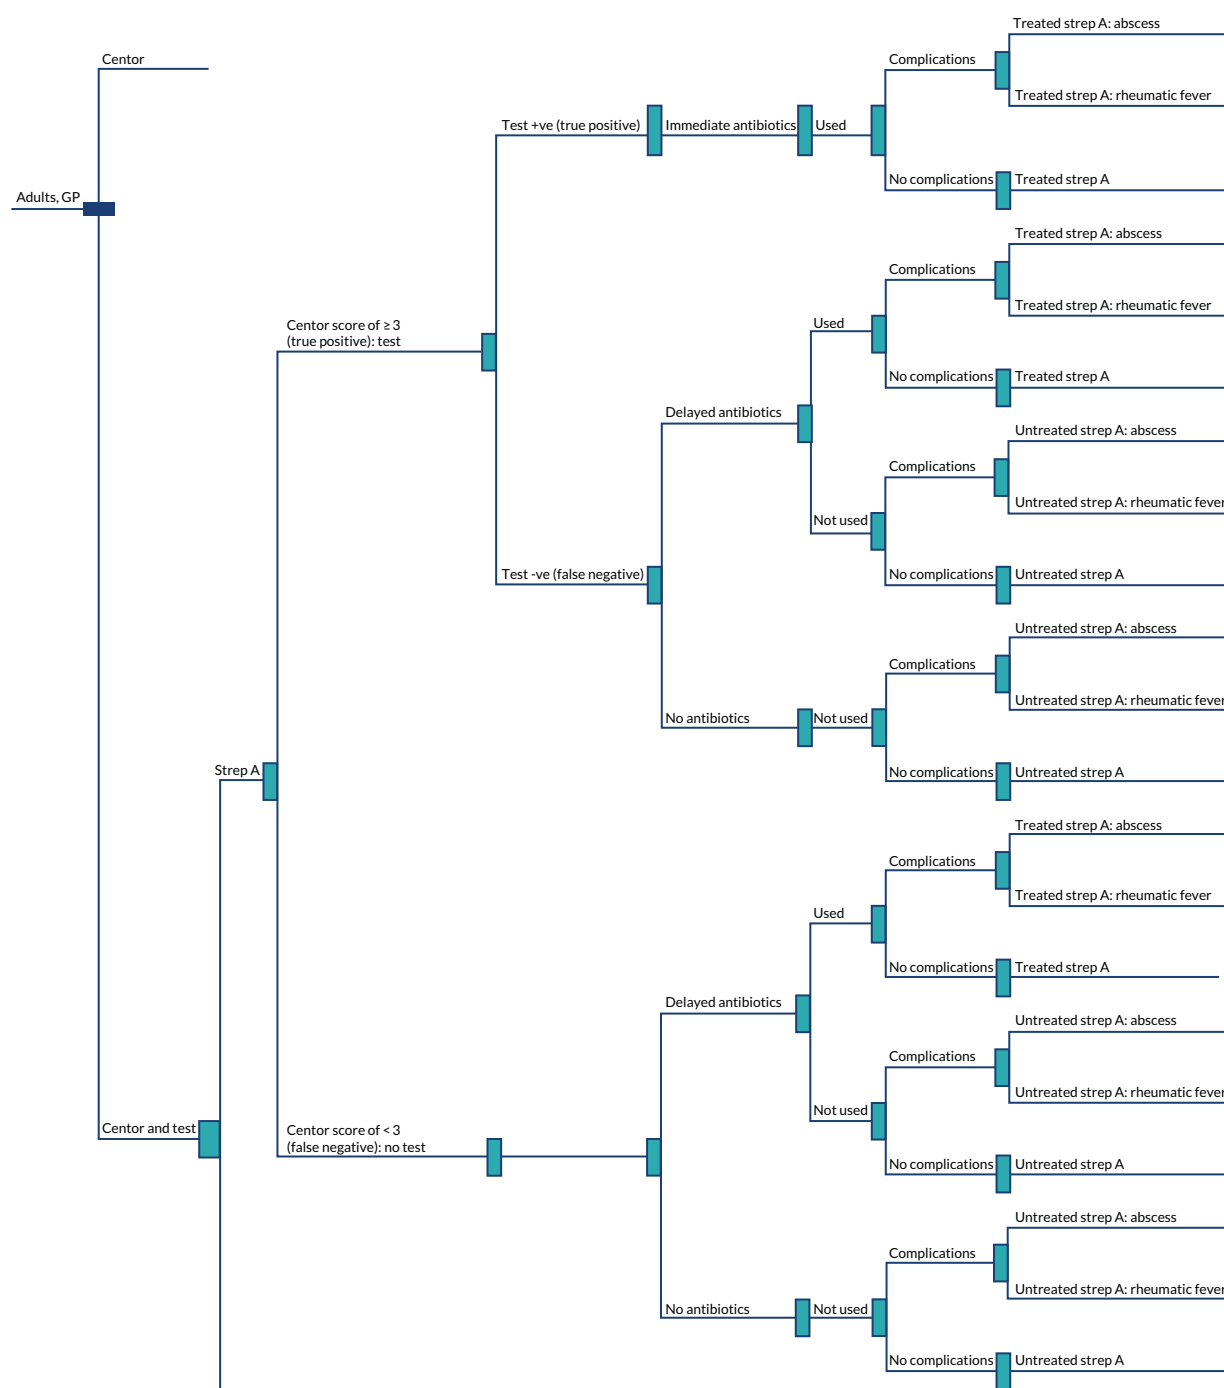 Treated strep A: abscess
Centor
Complications
Treated strep A: rheumatic fever
Test +ve (true positive)
Immediate antibiotics
Used
No complications
Treated strep A
Adults, GP
Treated strep A: abscess
Complications
Treated strep A: rheumatic fever
Centor score of ≥ 3
(true positive): test
Used
No complications
Treated strep A
Delayed antibiotics
Untreated strep A: abscess
Complications
Untreated strep A: rheumatic fever
Not used
Test -ve (false negative)
No complications
Untreated strep A
Untreated strep A: abscess
Complications
Untreated strep A: rheumatic fever
No antibiotics
Not used
Strep A
No complications
Untreated strep A
Treated strep A: abscess
Complications
Treated strep A: rheumatic fever
Used
No complications
Treated strep A
Delayed antibiotics
Untreated strep A: abscess
Complications
Untreated strep A: rheumatic fever
Not used
Centor and test
Centor score of < 3
(false negative): no test
No complications
Untreated strep A
Untreated strep A: abscess
Complications
Untreated strep A: rheumatic fever
No antibiotics
Not used
No complications
Untreated strep A